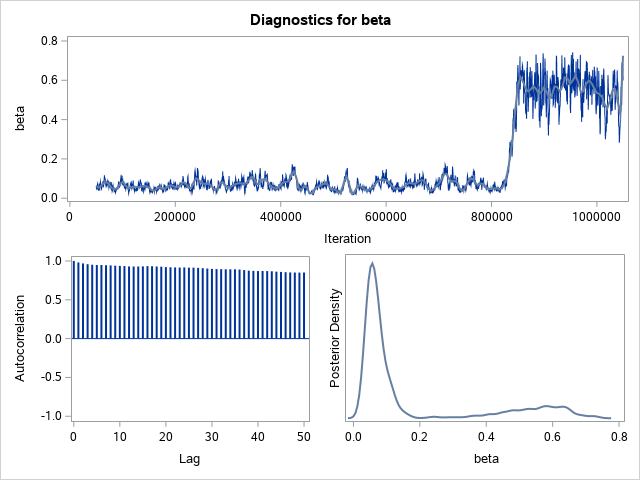 Diagnostics for beta
0.8
0.6
0.4
0.2
0.0
beta
0 200000 400000 600000 800000 1000000
Iteration
1.0
0.5
0.0
-0.5
-1.0
Autocorrelation
0 10 20 30 40 50
Lag
Posterior Density
0.0 0.2 0.4 0.6 0.8
beta